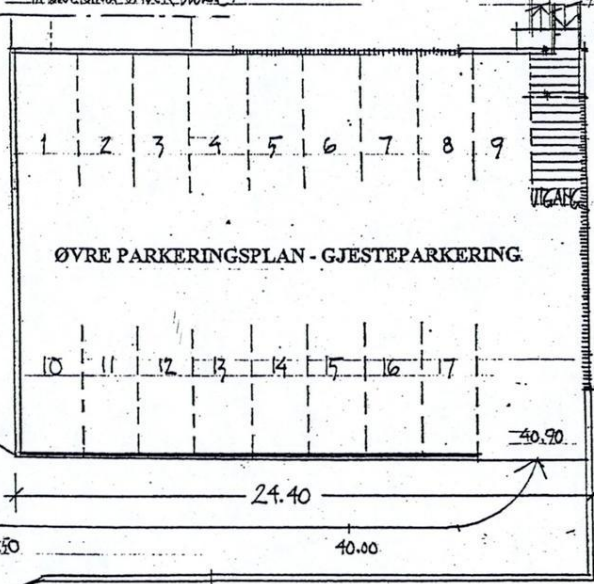 1 2 3 4 5 6 7 8 9
UTGANG
ØVRE PARKERINGSPLAN - GJESTEPARKERING
10 11 12 13 14 15 16 17
40.90
24.40
40.00